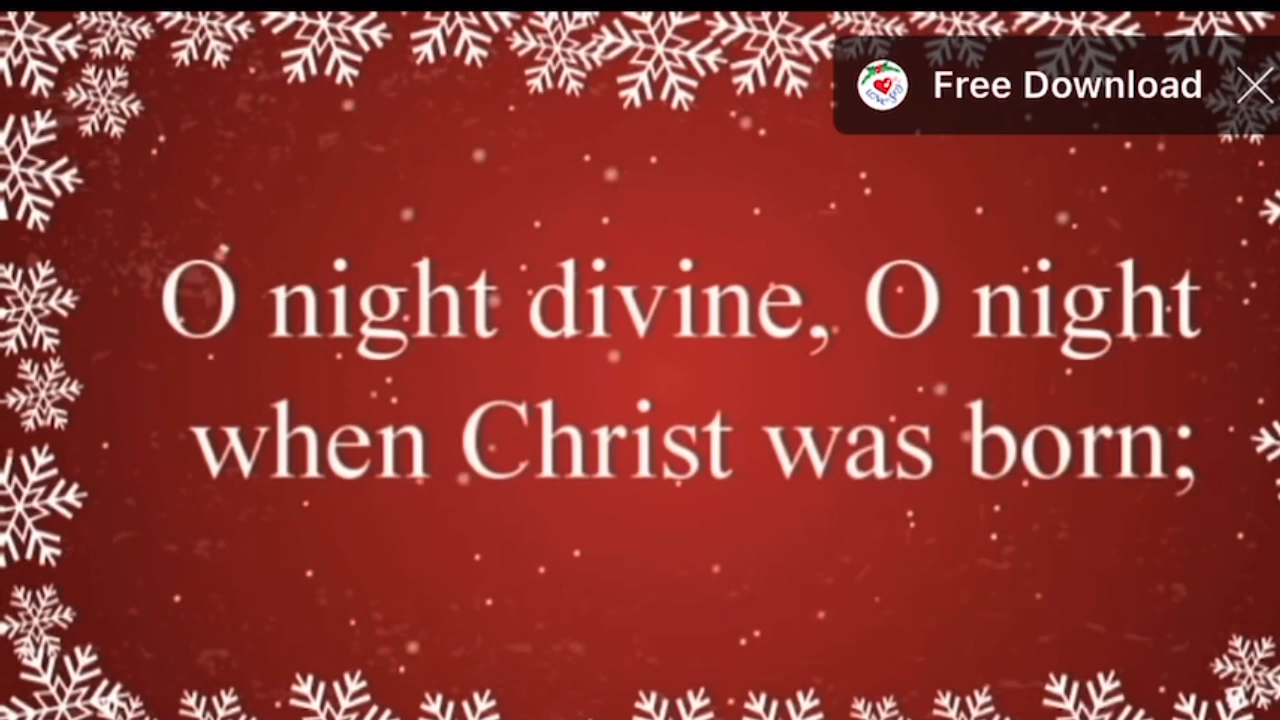 Free Download
O night divine, O night
when Christ was born;